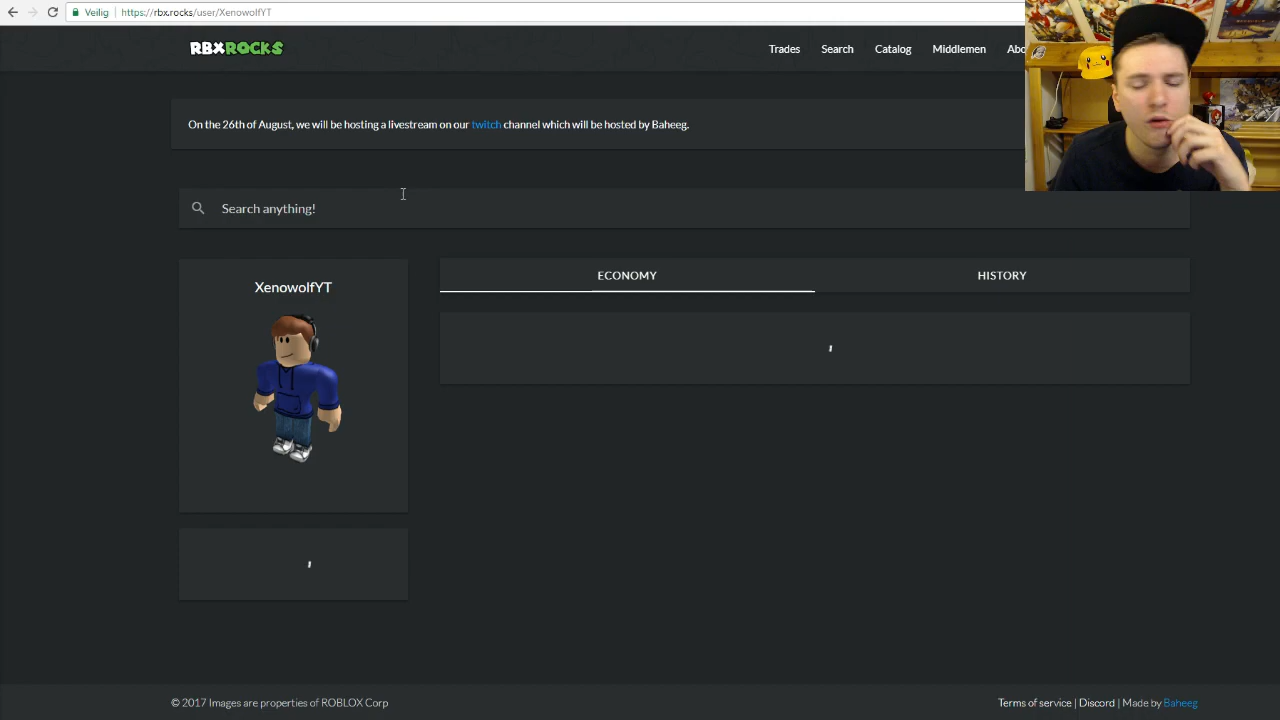 Veilig
https://rbx.rocks/user/XenowolfYT
RBXROCKS
Trades
Search
Catalog
Middlemen
On the 26th of August, we will be hosting a livestream on our twitch channel which will be hosted by Baheeg.
Search anything!
XenowolfYT
ECONOMY
HISTORY
© 2017 Images are properties of ROBLOX Corp
Terms of service | Discord | Made by Baheeg